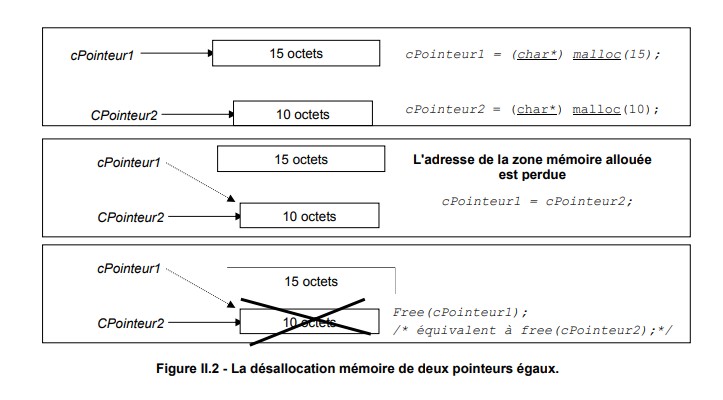 cPointeur1 15 octets cPointeur1 = (char*) malloc(15);
CPointeur2 10 octets cPointeur2 = (char*) malloc(10);
cPointeur1 15 octets L'adresse de la zone mémoire allouée
est perdue
CPointeur2 10 octets cPointeur1 = cPointeur2;
cPointeur1
15 octets
CPointeur2 10 octets Free(cPointeur1);
/* équivalent à free(cPointeur2);*/
Figure II.2 - La désallocation mémoire de deux pointeurs égaux.